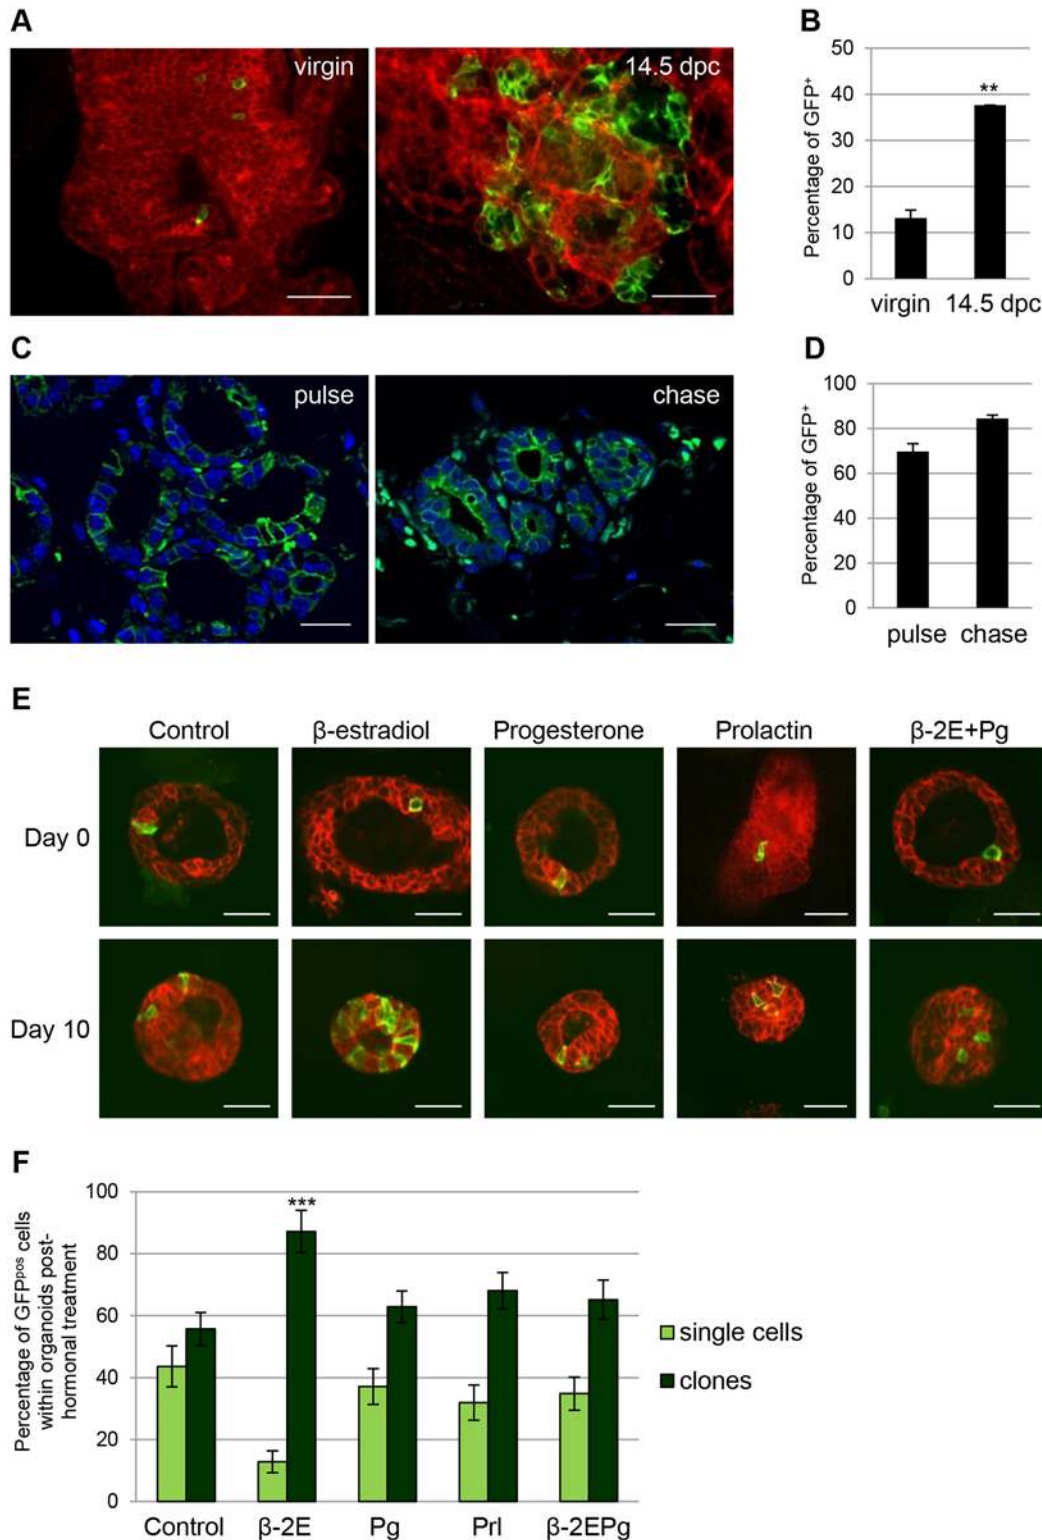 A
virgin
14.5 dpc
B
Percentage of GFP⁺
50
40
30
20
10
0
**
virgin 14.5 dpc
C
pulse
chase
D
Percentage of GFP⁺
100
80
60
40
20
0
pulse chase
E
Control β-estradiol Progesterone Prolactin β-2E+Pg
Day 0
Day 10
F
Percentage of GFPᵖᵒˢ cells
within organoids post-
hormonal treatment
100
80
60
40
20
0
***
single cells
clones
Control β-2E Pg Prl β-2EPg